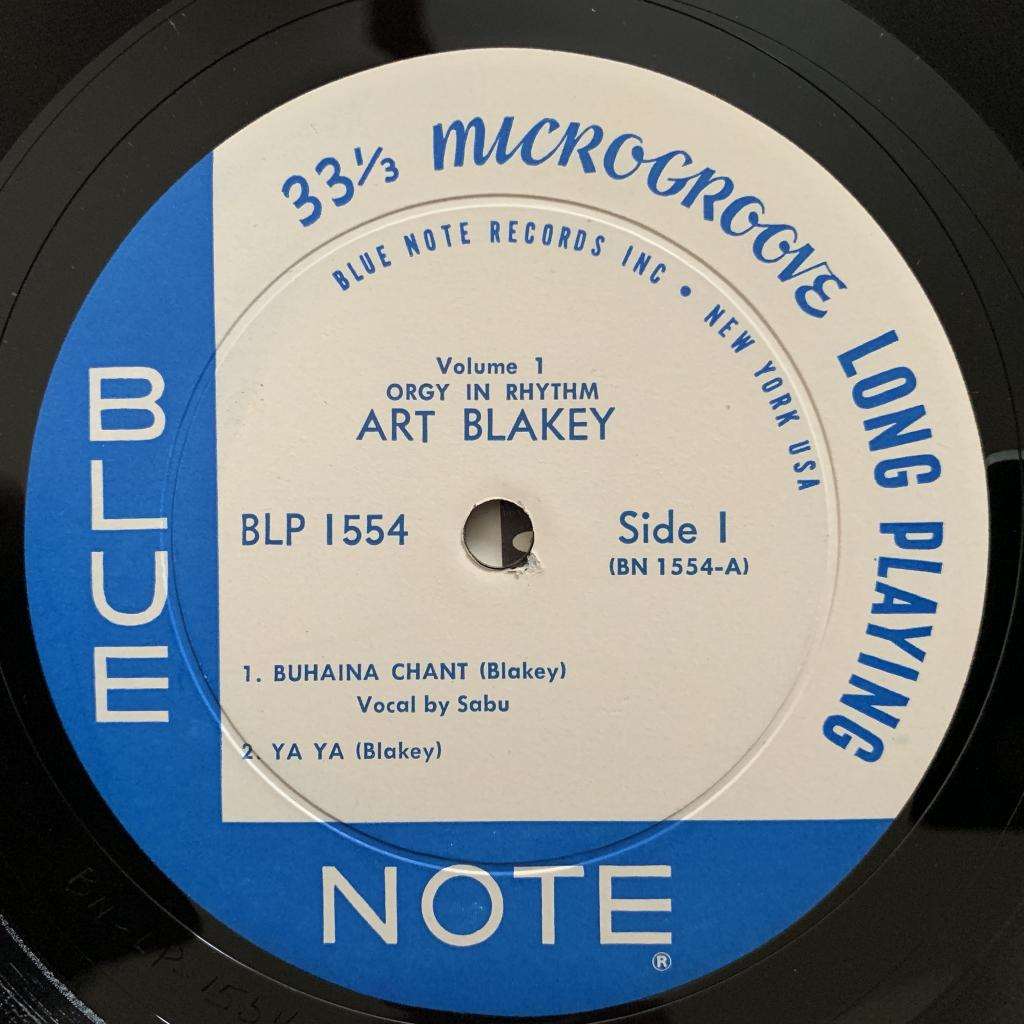 33⅓ MICROGROOVE LONG PLAYING
BLUE NOTE RECORDS INC • NEW YORK USA
Volume 1
ORGY IN RHYTHM
ART BLAKEY
BLP 1554
Side 1
(BN 1554-A)
1. BUHAINA CHANT (Blakey)
Vocal by Sabu
2. YA YA (Blakey)
BLUE
NOTE
®